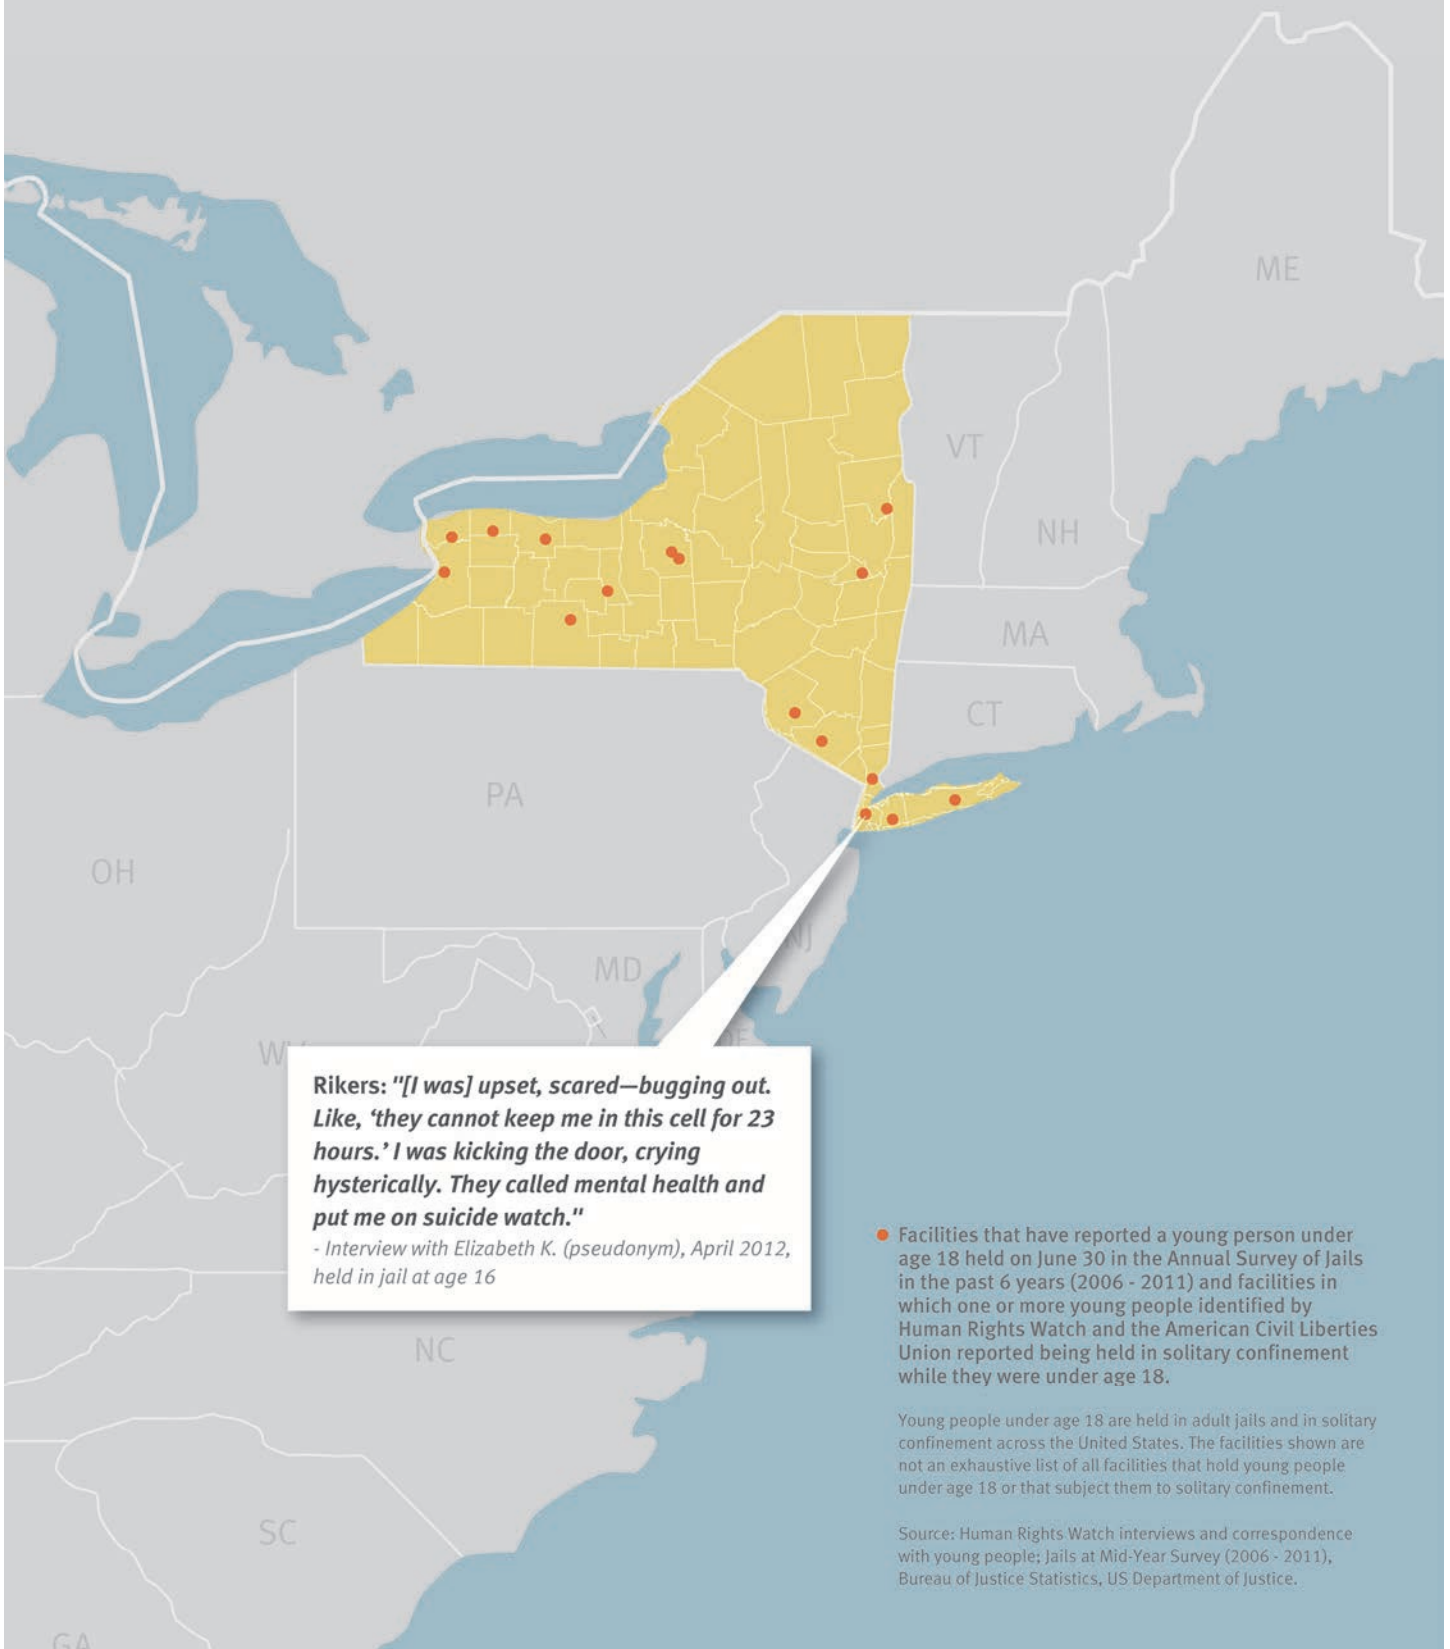 ME
VT
NH
MA
CT
PA
OH
NJ
MD
DE
WV
Rikers: "[I was] upset, scared—bugging out.
Like, ‘they cannot keep me in this cell for 23
hours.’ I was kicking the door, crying
hysterically. They called mental health and
put me on suicide watch."
- Interview with Elizabeth K. (pseudonym), April 2012,
held in jail at age 16
Facilities that have reported a young person under
age 18 held on June 30 in the Annual Survey of Jails
in the past 6 years (2006 - 2011) and facilities in
which one or more young people identified by
Human Rights Watch and the American Civil Liberties
Union reported being held in solitary confinement
while they were under age 18.
Young people under age 18 are held in adult jails and in solitary
confinement across the United States. The facilities shown are
not an exhaustive list of all facilities that hold young people
under age 18 or that subject them to solitary confinement.
Source: Human Rights Watch interviews and correspondence
with young people; Jails at Mid-Year Survey (2006 - 2011),
Bureau of Justice Statistics, US Department of Justice.
NC
SC
GA